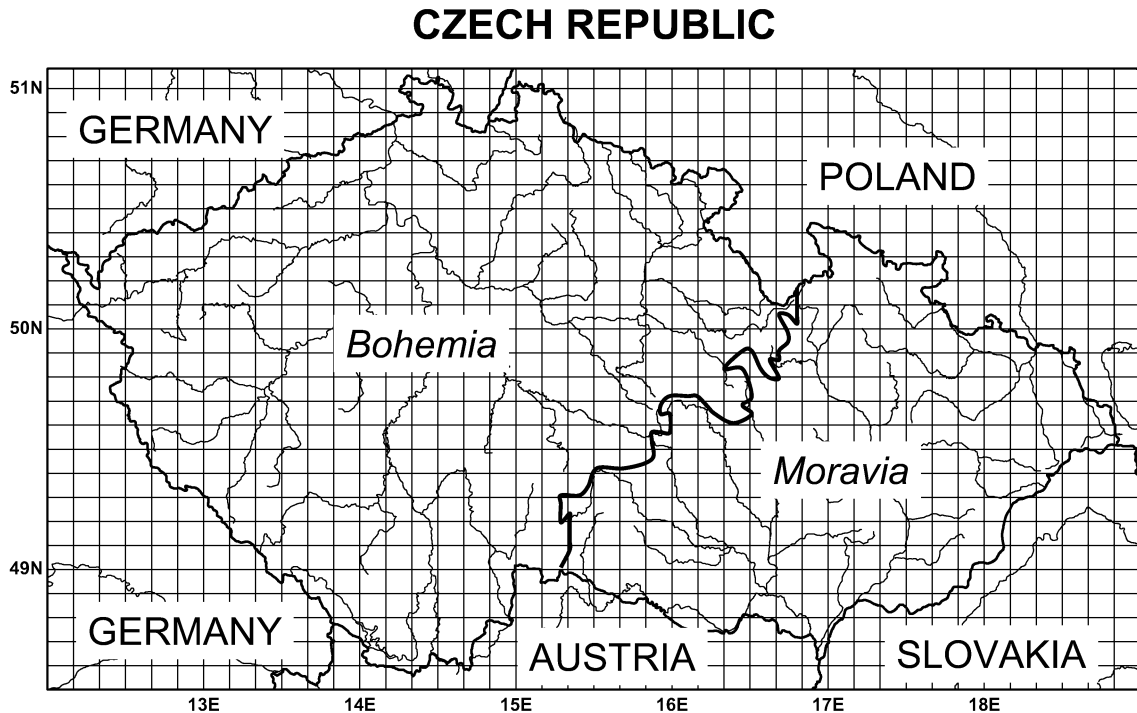 CZECH REPUBLIC
51N
GERMANY
POLAND
50N
Bohemia
Moravia
49N
GERMANY
AUSTRIA
SLOVAKIA
13E 14E 15E 16E 17E 18E